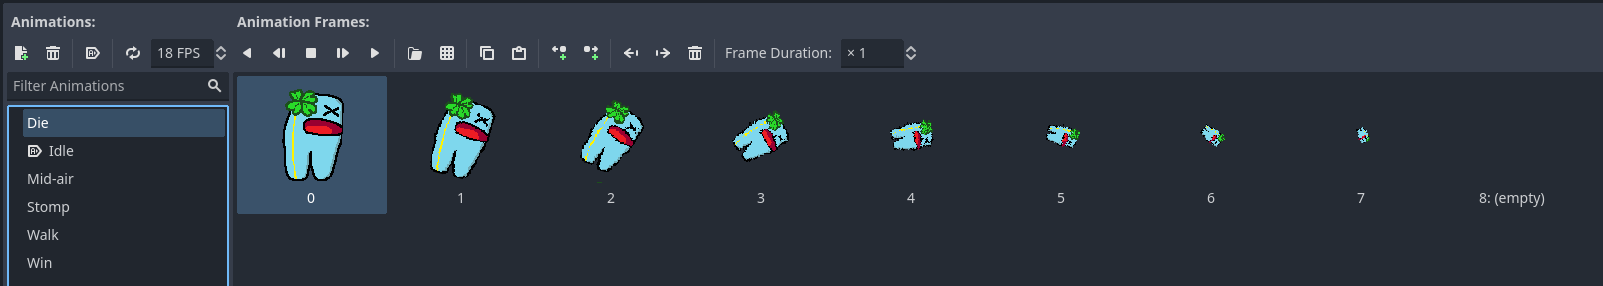 Animations:
Animation Frames:
18 FPS
Frame Duration: × 1
Filter Animations
Die
Idle
Mid-air
Stomp
Walk
Win
0
1
2
3
4
5
6
7
8: (empty)